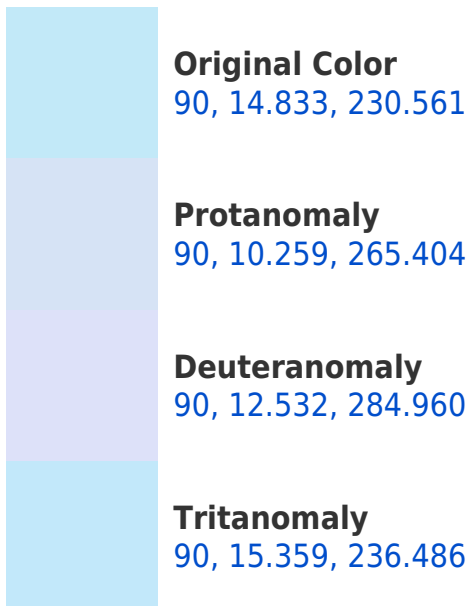 Original Color
90, 14.833, 230.561
Protanomaly
90, 10.259, 265.404
Deuteranomaly
90, 12.532, 284.960
Tritanomaly
90, 15.359, 236.486